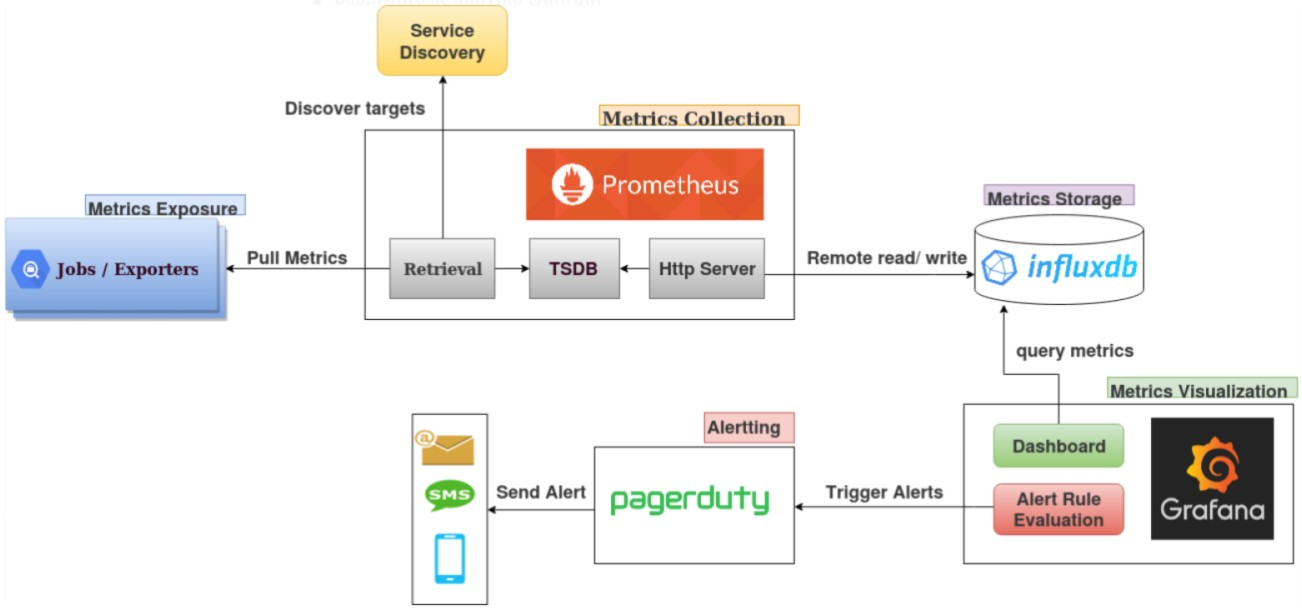 Service
Discovery
Discover targets
Metrics Collection
Prometheus
Metrics Exposure
Metrics Storage
Jobs / Exporters
Pull Metrics
Retrieval
TSDB
Http Server
Remote read/ write
influxdb
query metrics
Metrics Visualization
Alertting
Dashboard
@
SMS
Send Alert
pagerduty
Trigger Alerts
Alert Rule
Evaluation
Grafana